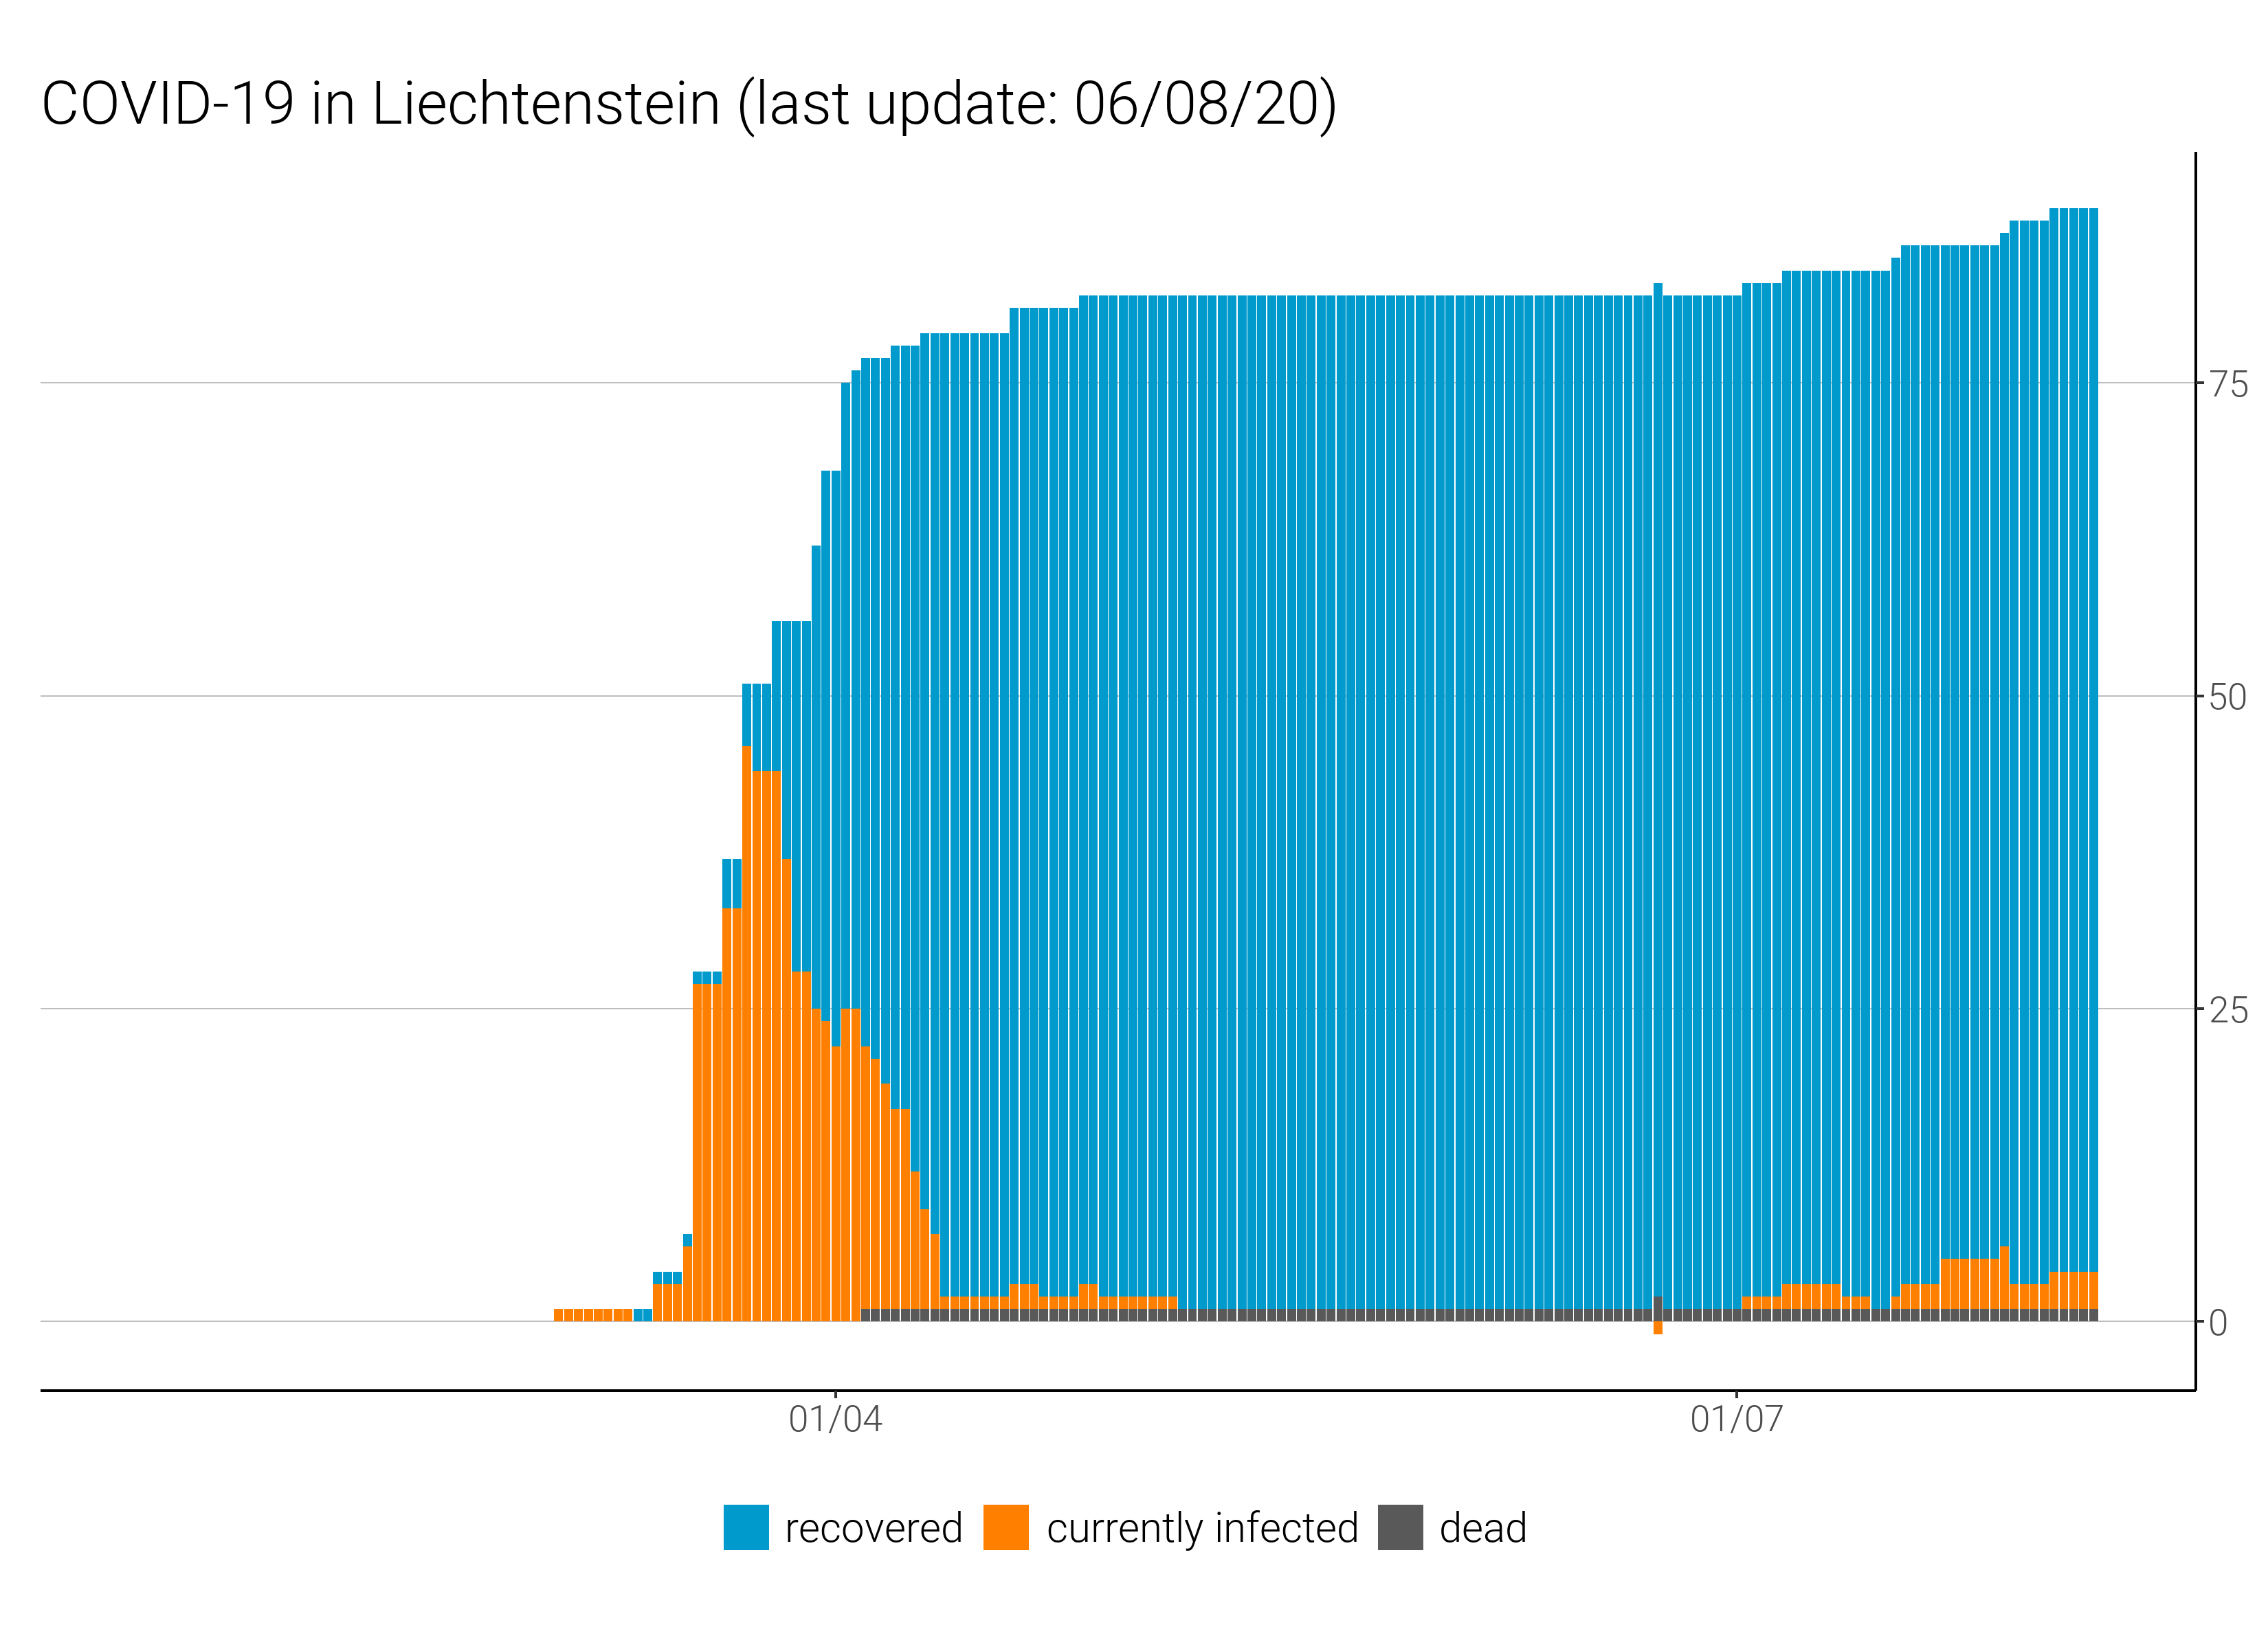 COVID-19 in Liechtenstein (last update: 06/08/20)
75
50
25
0
01/04 01/07
recovered currently infected dead